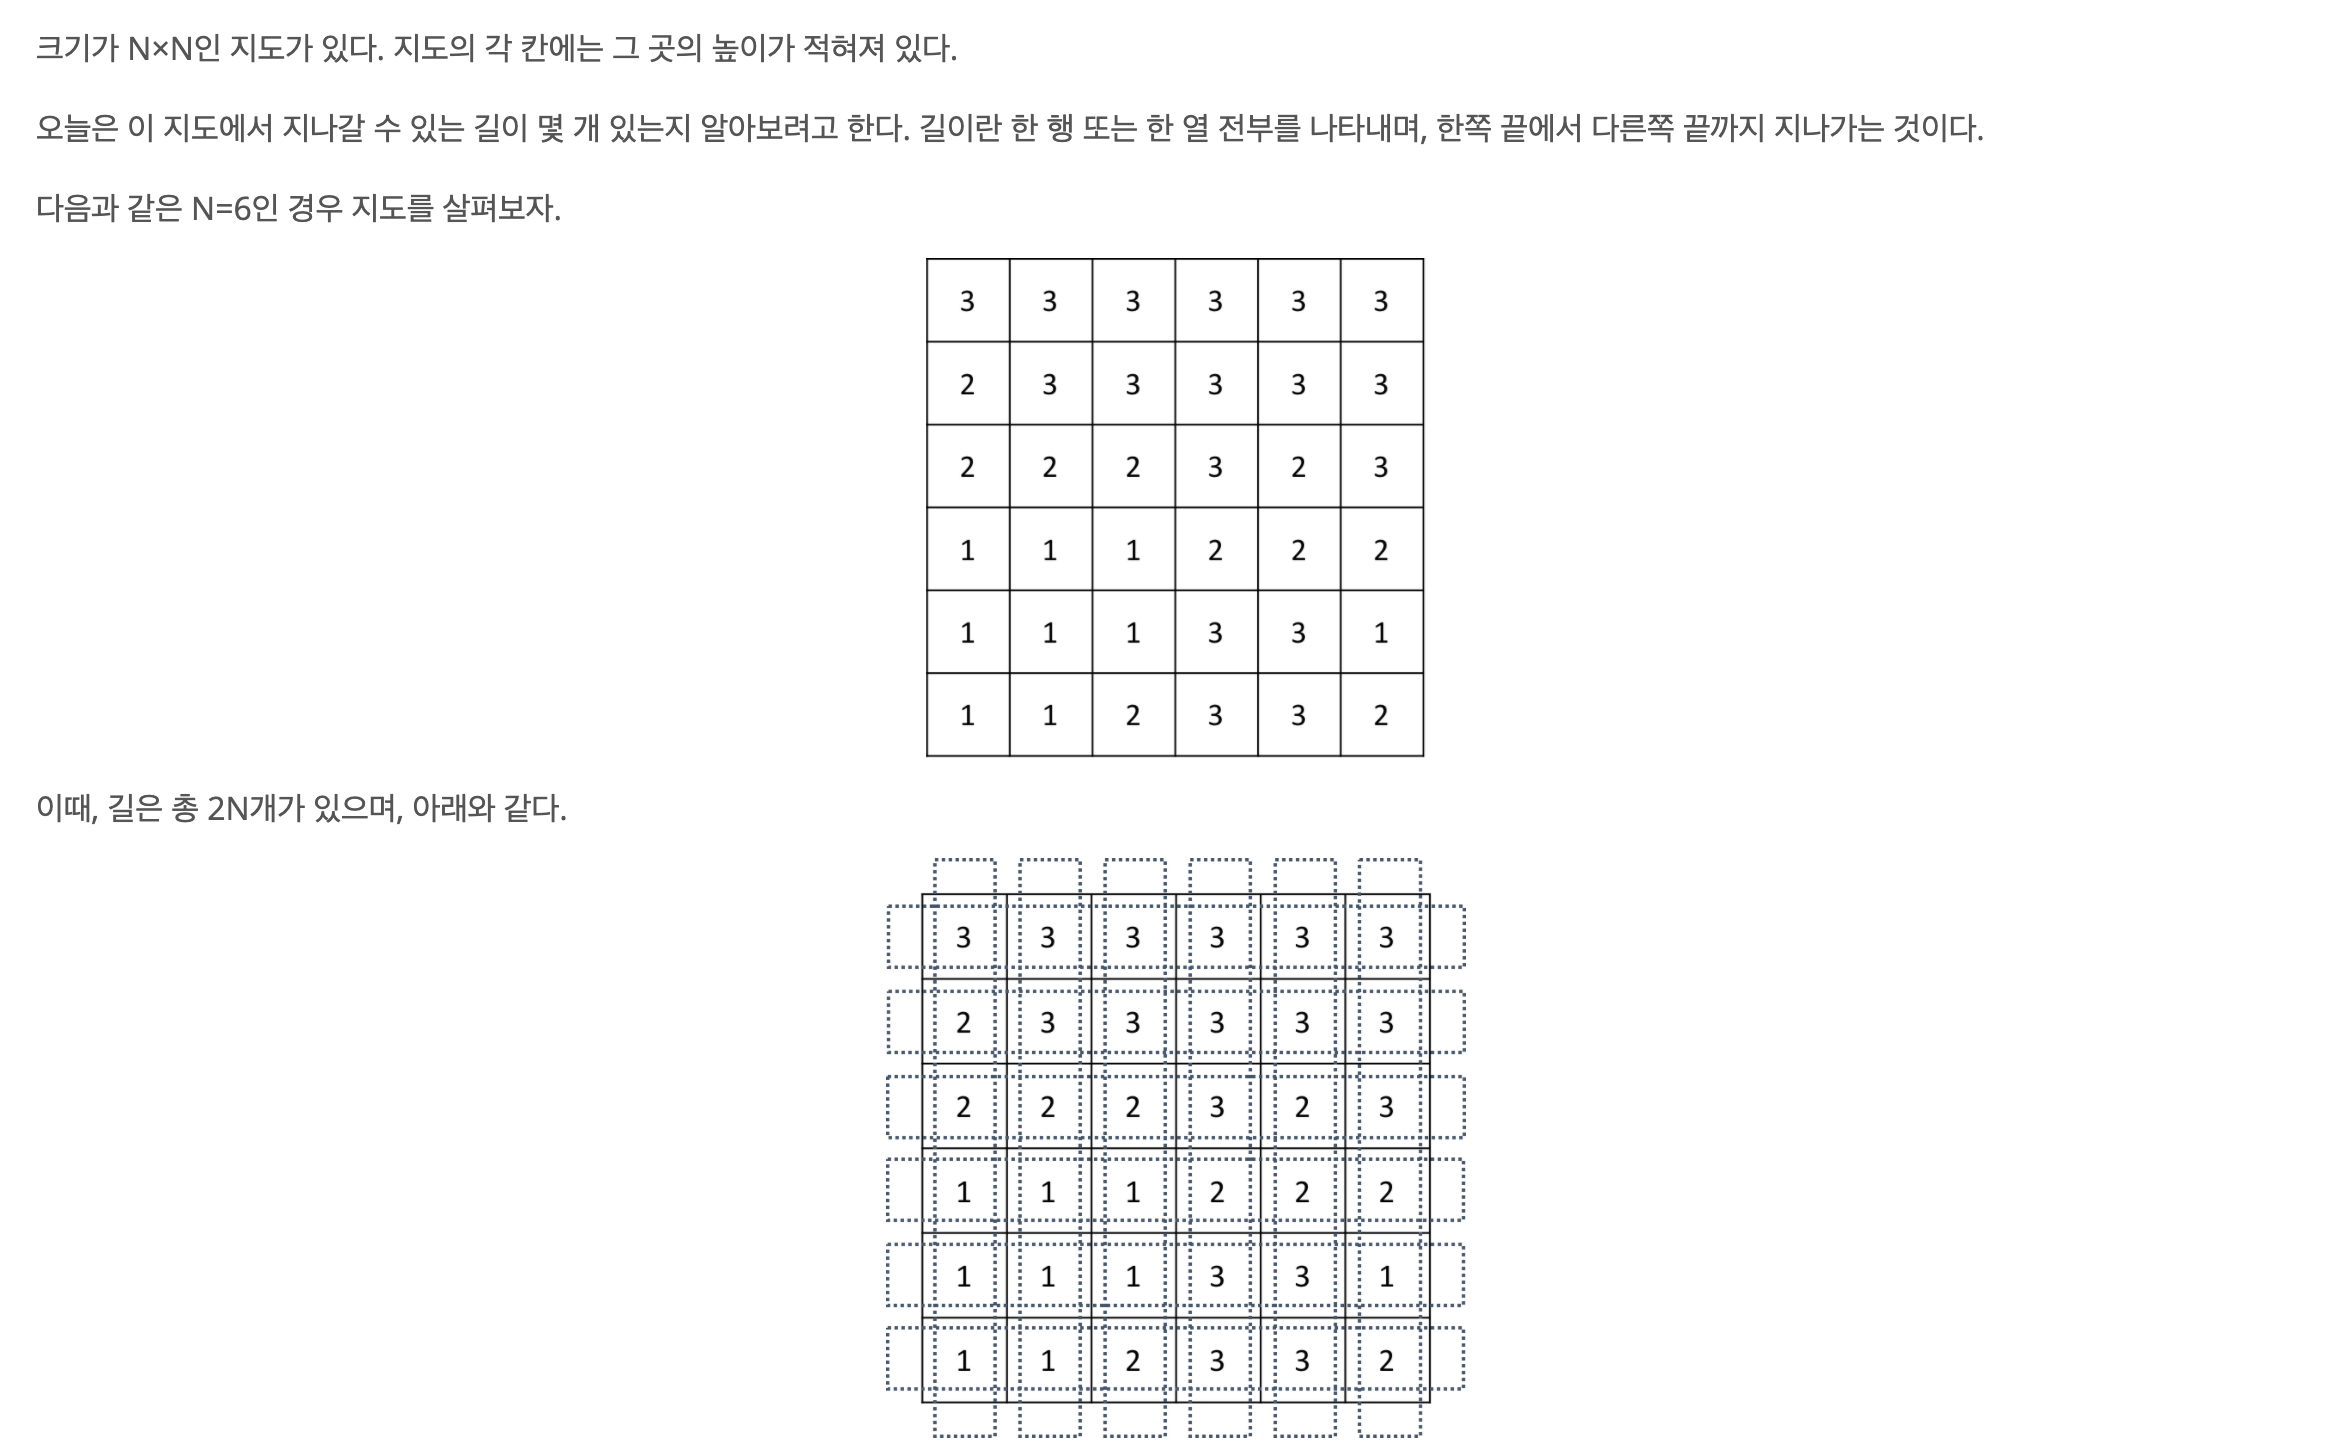 크기가 N×N인 지도가 있다. 지도의 각 칸에는 그 곳의 높이가 적혀져 있다.
오늘은 이 지도에서 지나갈 수 있는 길이 몇 개 있는지 알아보려고 한다. 길이란 한 행 또는 한 열 전부를 나타내며, 한쪽 끝에서 다른쪽 끝까지 지나가는 것이다.
다음과 같은 N=6인 경우 지도를 살펴보자.
3 3 3 3 3 3
2 3 3 3 3 3
2 2 2 3 2 3
1 1 1 2 2 2
1 1 1 3 3 1
1 1 2 3 3 2
이때, 길은 총 2N개가 있으며, 아래와 같다.
3 3 3 3 3 3
2 3 3 3 3 3
2 2 2 3 2 3
1 1 1 2 2 2
1 1 1 3 3 1
1 1 2 3 3 2